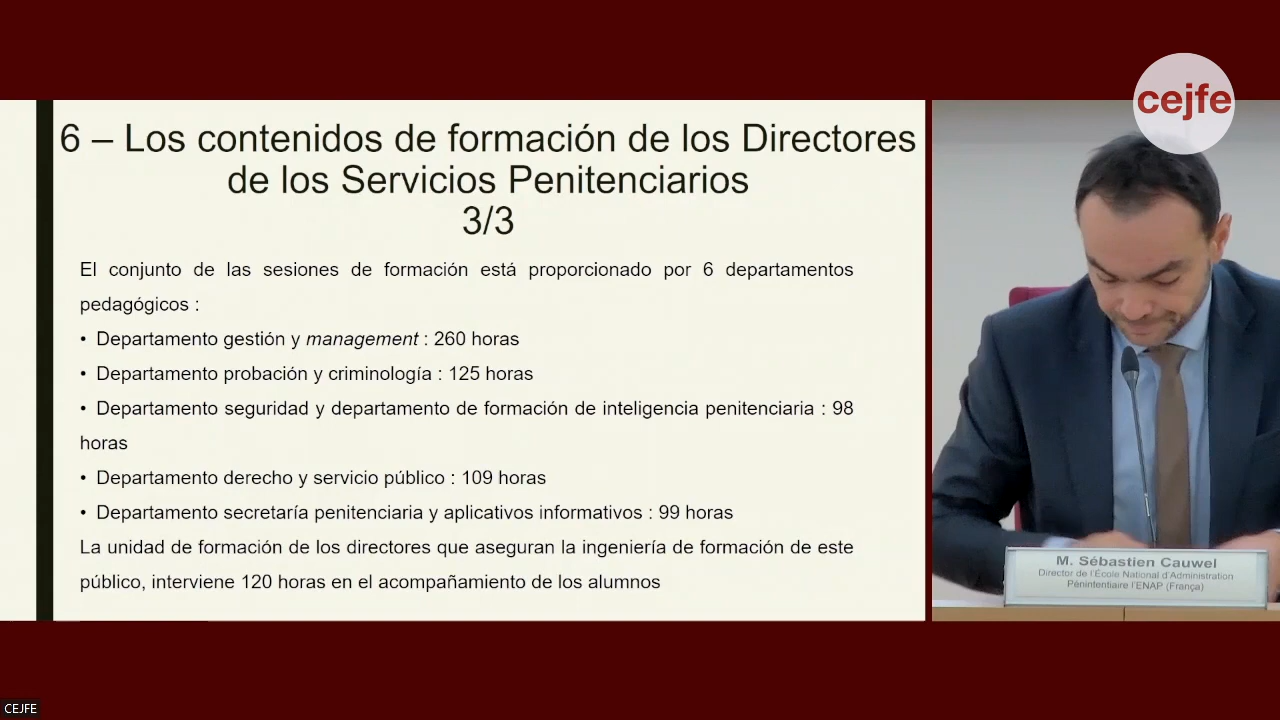 cejfe
6 – Los contenidos de formación de los Directores
de los Servicios Penitenciarios
3/3
El conjunto de las sesiones de formación está proporcionado por 6 departamentos
pedagógicos :
• Departamento gestión y management : 260 horas
• Departamento probación y criminología : 125 horas
• Departamento seguridad y departamento de formación de inteligencia penitenciaria : 98
horas
• Departamento derecho y servicio público : 109 horas
• Departamento secretaría penitenciaria y aplicativos informativos : 99 horas
La unidad de formación de los directores que aseguran la ingeniería de formación de este
público, interviene 120 horas en el acompañamiento de los alumnos
M. Sébastien Cauwel
Director de l'École National d'Administration
Pénintentiaire l'ENAP (França)
CEJFE